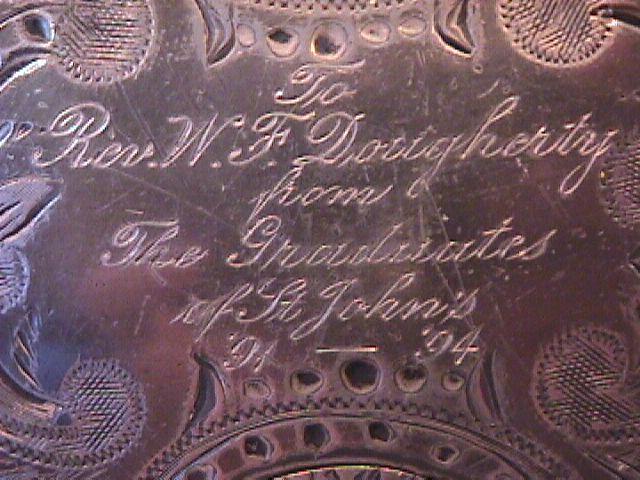 To
Rev. W. F. Dougherty
from
The Graduates
of St John's
'91 — '94